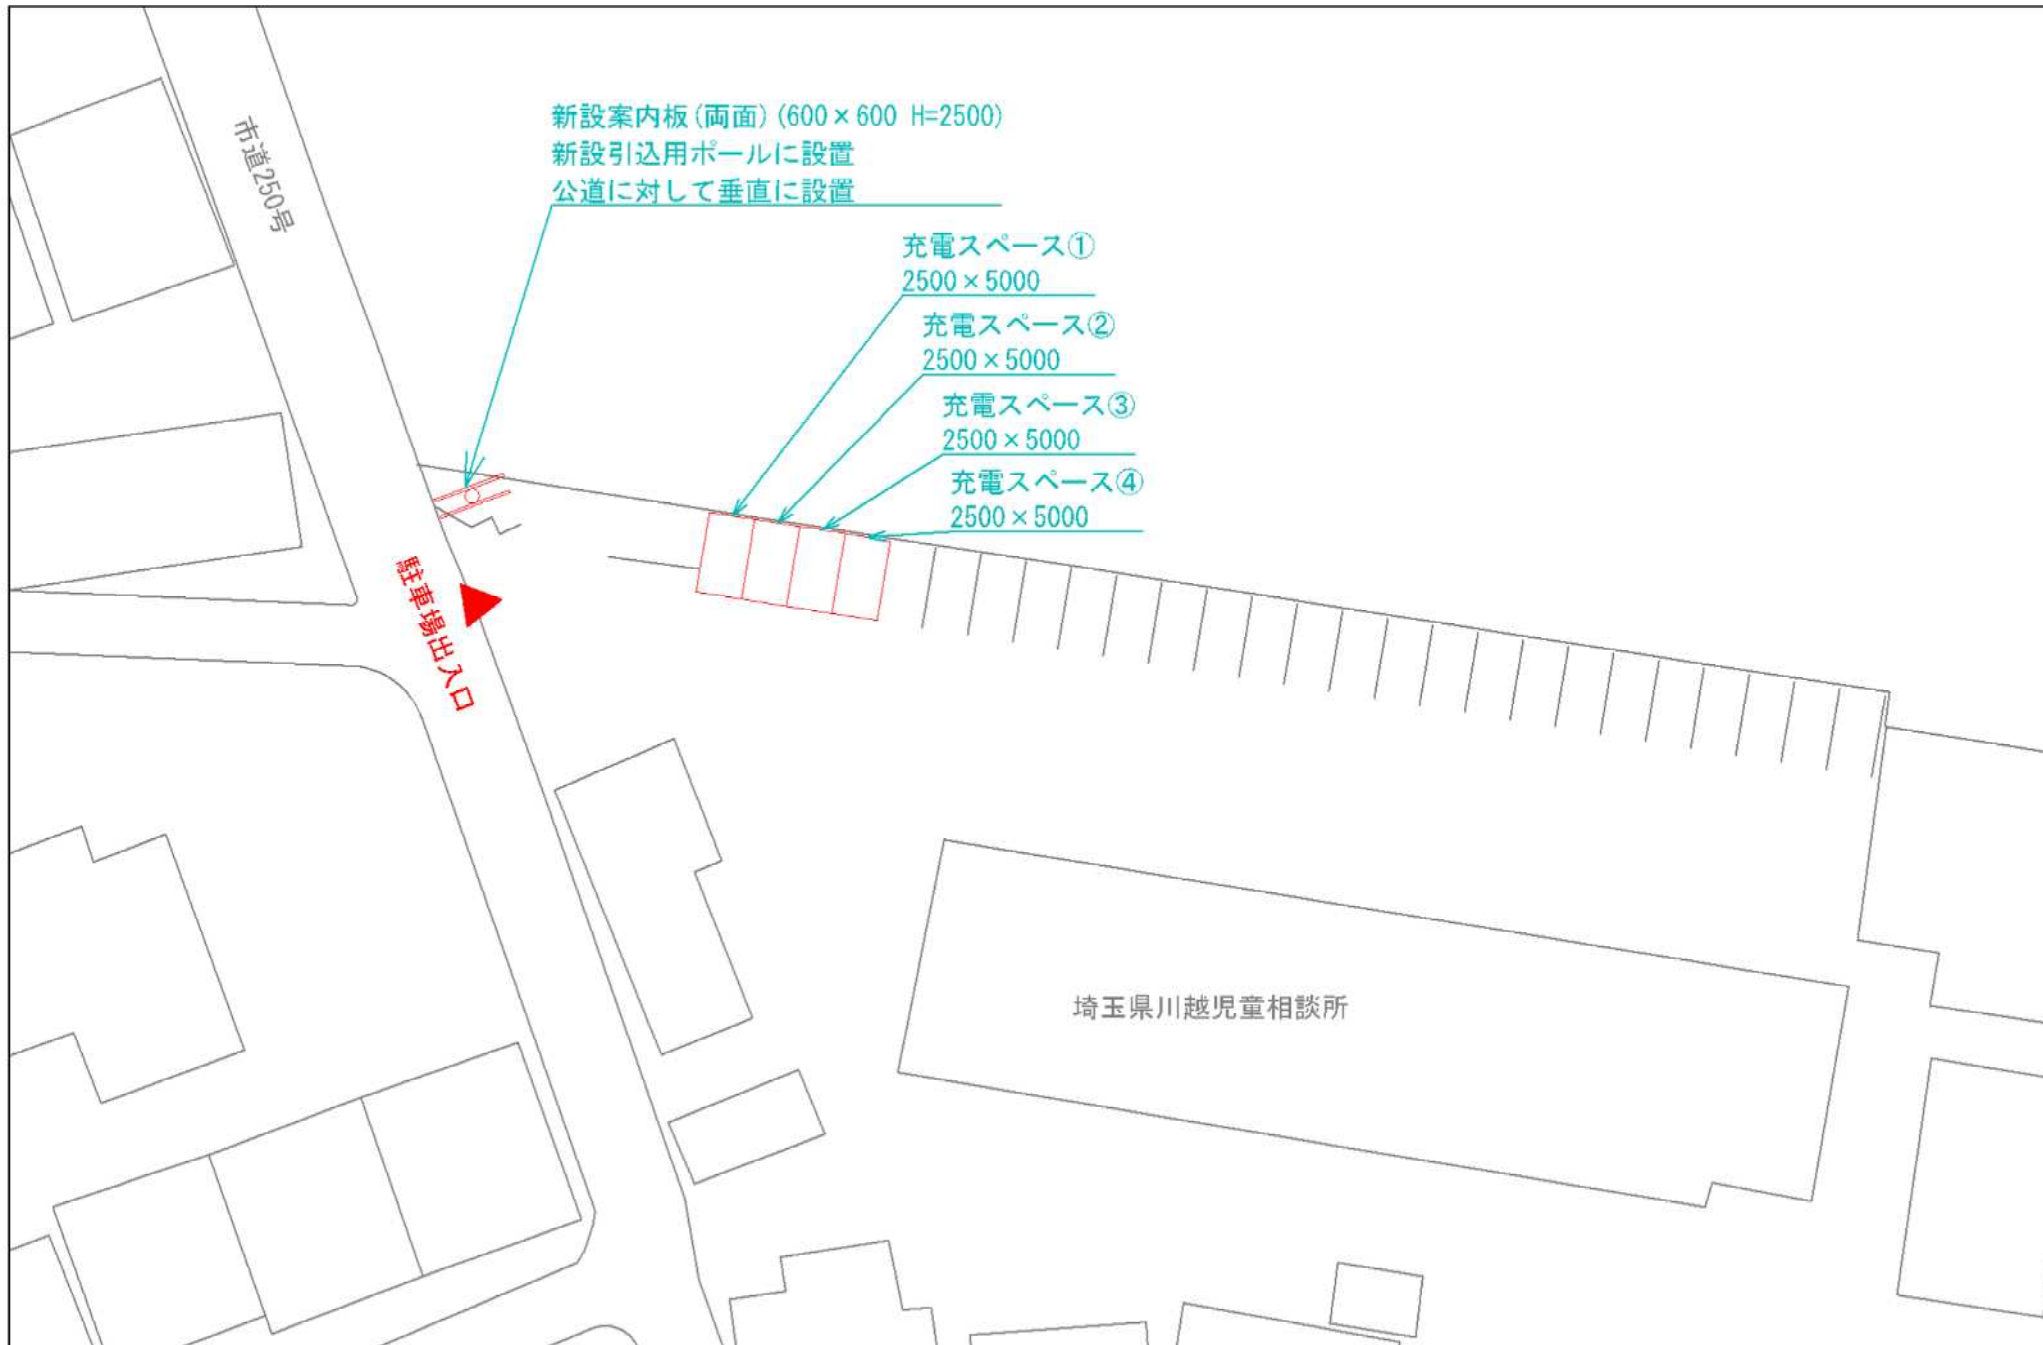 市道250号
新設案内板(両面)(600×600 H=2500)
新設引込用ポールに設置
公道に対して垂直に設置
充電スペース①
2500×5000
充電スペース②
2500×5000
充電スペース③
2500×5000
充電スペース④
2500×5000
駐車場出入口
埼玉県川越児童相談所